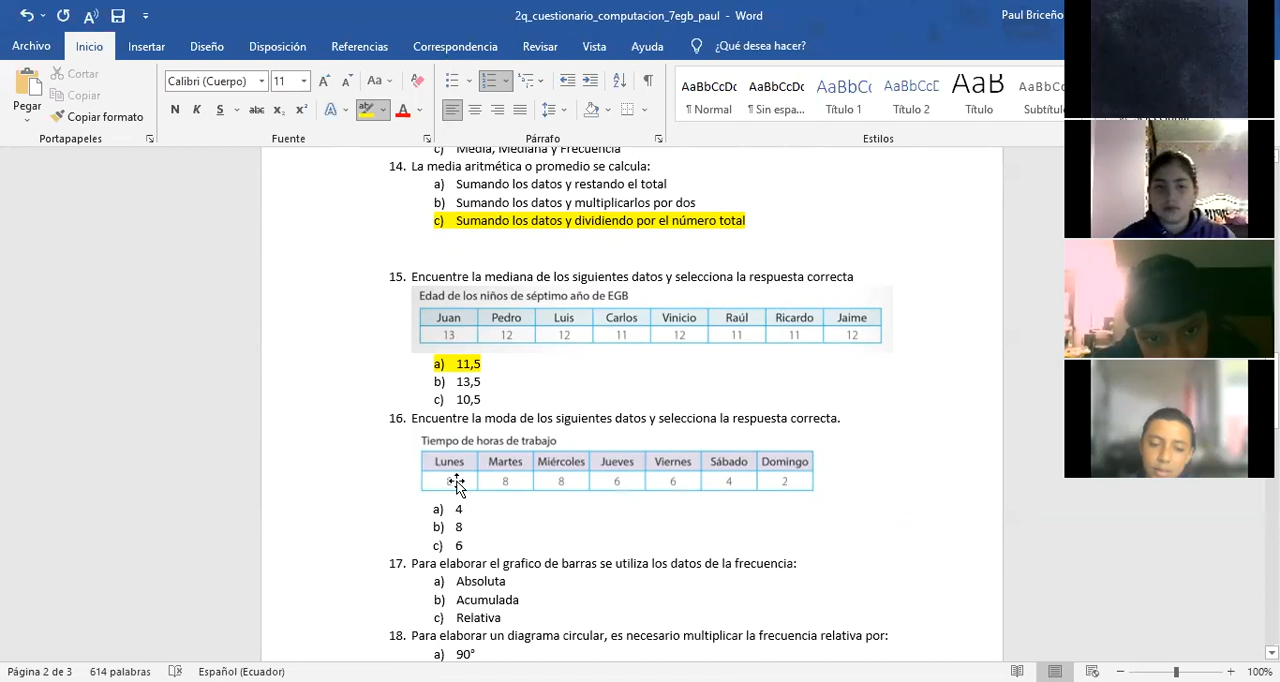 2q_cuestionario_computacion_7egb_paul - Word
Paul Briceño
Archivo Inicio Insertar Diseño Disposición Referencias Correspondencia Revisar Vista Ayuda ¿Qué desea hacer?
Pegar
Cortar
Copiar
Copiar formato
Portapapeles
Calibri (Cuerpo) 11
Aa
N K S abc x₂ x²
Fuente
Párrafo
AaBbCcDc AaBbCcDc AaBbC AaBbCcD AaB AaBbC
¶ Normal ¶ Sin espa... Título 1 Título 2 Título Subtítul
Estilos
c) Media, Mediana y Frecuencia
14. La media aritmética o promedio se calcula:
a) Sumando los datos y restando el total
b) Sumando los datos y multiplicarlos por dos
c) Sumando los datos y dividiendo por el número total
15. Encuentre la mediana de los siguientes datos y selecciona la respuesta correcta
Edad de los niños de séptimo año de EGB
Juan Pedro Luis Carlos Vinicio Raúl Ricardo Jaime
13 12 12 11 12 11 11 12
a) 11,5
b) 13,5
c) 10,5
16. Encuentre la moda de los siguientes datos y selecciona la respuesta correcta.
Tiempo de horas de trabajo
Lunes Martes Miércoles Jueves Viernes Sábado Domingo
8 8 6 6 4 2
a) 4
b) 8
c) 6
17. Para elaborar el grafico de barras se utiliza los datos de la frecuencia:
a) Absoluta
b) Acumulada
c) Relativa
18. Para elaborar un diagrama circular, es necesario multiplicar la frecuencia relativa por:
a) 90°
Página 2 de 3 614 palabras Español (Ecuador) 100%